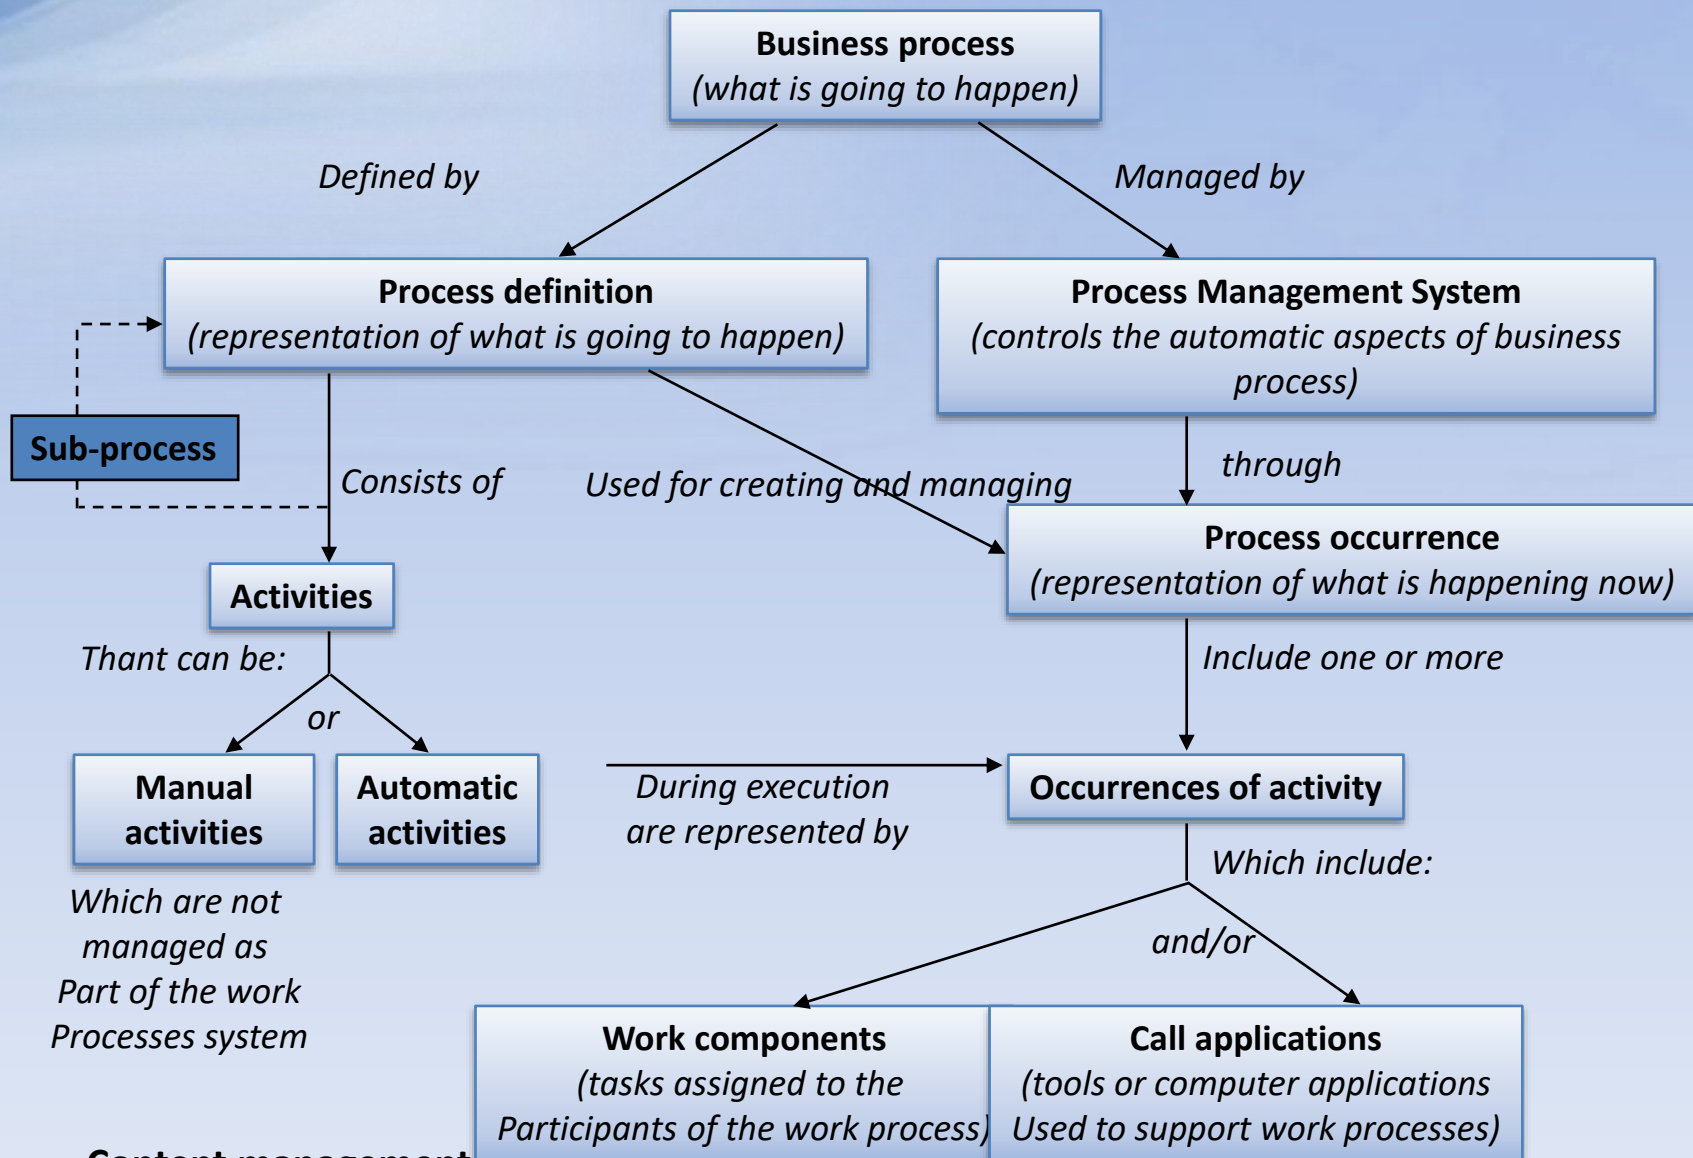 Business process
(what is going to happen)
Defined by
Managed by
Process definition
(representation of what is going to happen)
Process Management System
(controls the automatic aspects of business
process)
Sub-process
Consists of
Used for creating and managing
through
Process occurrence
(representation of what is happening now)
Activities
Thant can be:
or
Include one or more
Manual
activities
Automatic
activities
During execution
are represented by
Occurrences of activity
Which are not
managed as
Part of the work
Processes system
Which include:
and/or
Work components
(tasks assigned to the
Participants of the work process)
Call applications
(tools or computer applications
Used to support work processes)
Content management